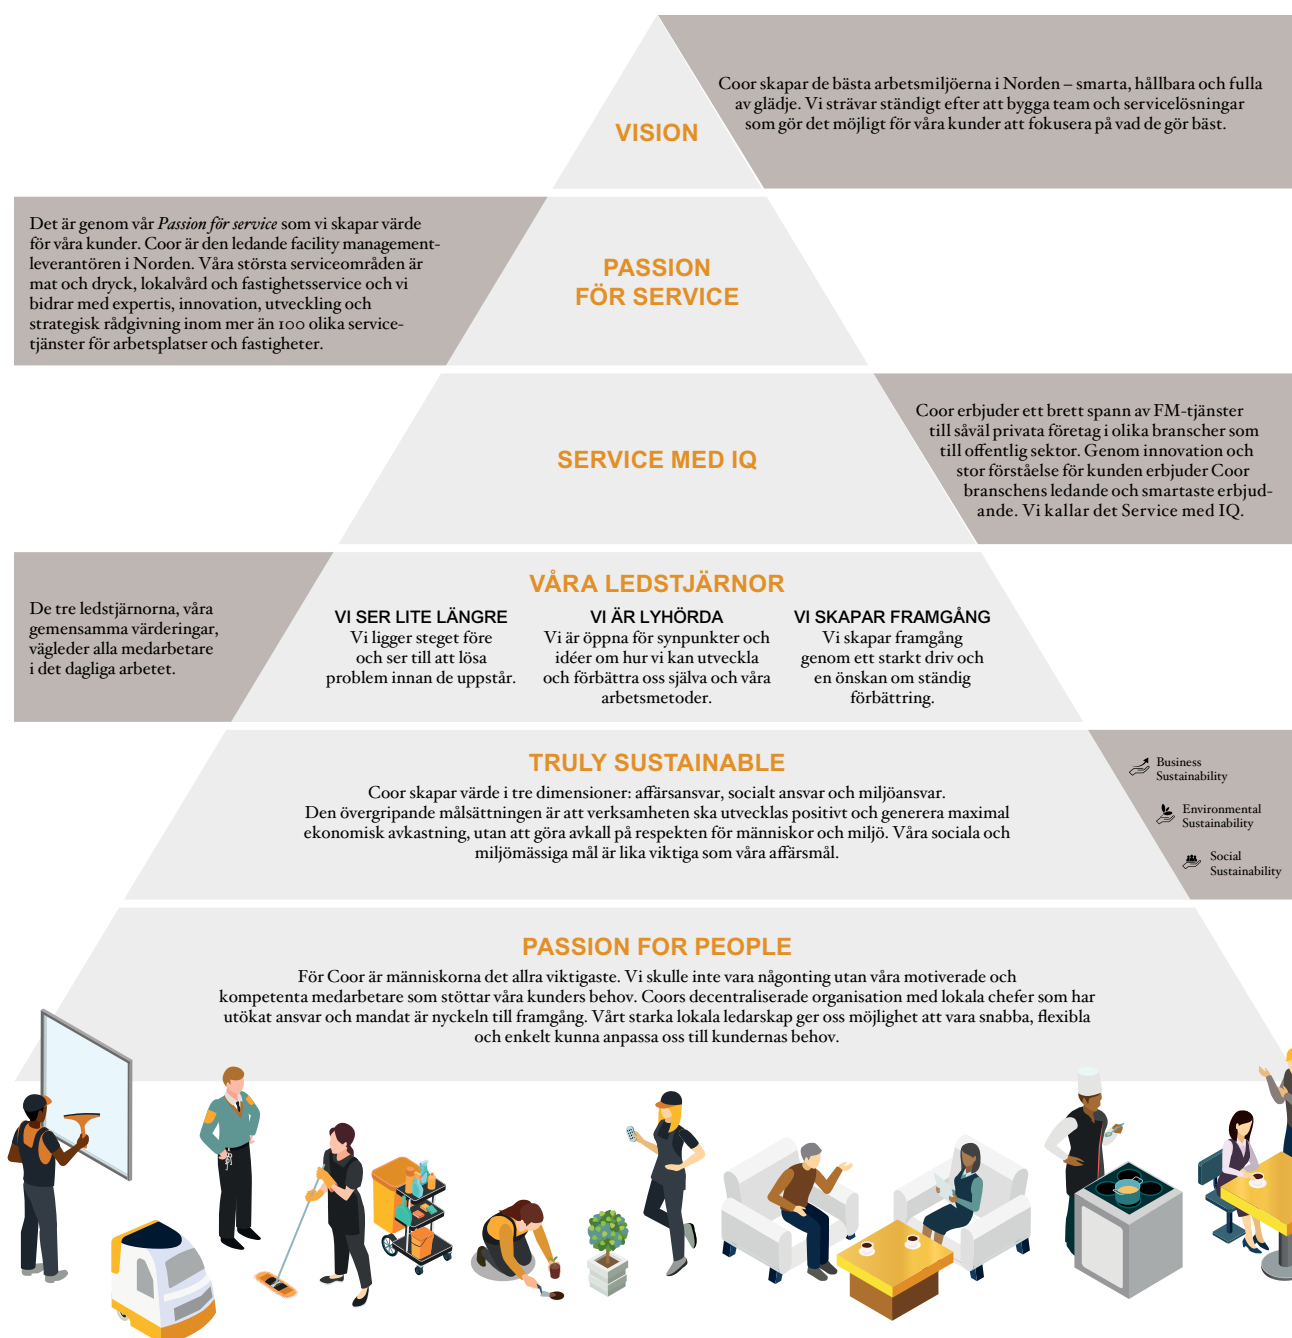 VISION
Coor skapar de bästa arbetsmiljöerna i Norden – smarta, hållbara och fulla
av glädje. Vi strävar ständigt efter att bygga team och servicelösningar
som gör det möjligt för våra kunder att fokusera på vad de gör bäst.
Det är genom vår Passion för service som vi skapar värde
för våra kunder. Coor är den ledande facility management-
leverantören i Norden. Våra största serviceområden är
mat och dryck, lokalvård och fastighetsservice och vi
bidrar med expertis, innovation, utveckling och
strategisk rådgivning inom mer än 100 olika service-
tjänster för arbetsplatser och fastigheter.
PASSION
FÖR SERVICE
SERVICE MED IQ
Coor erbjuder ett brett spann av FM-tjänster
till såväl privata företag i olika branscher som
till offentlig sektor. Genom innovation och
stor förståelse för kunden erbjuder Coor
branschens ledande och smartaste erbjud-
ande. Vi kallar det Service med IQ.
De tre ledstjärnorna, våra
gemensamma värderingar,
vägleder alla medarbetare
i det dagliga arbetet.
VÅRA LEDSTJÄRNOR
VI SER LITE LÄNGRE
Vi ligger steget före
och ser till att lösa
problem innan de uppstår.
VI ÄR LYHÖRDA
Vi är öppna för synpunkter och
idéer om hur vi kan utveckla
och förbättra oss själva och våra
arbetsmetoder.
VI SKAPAR FRAMGÅNG
Vi skapar framgång
genom ett starkt driv och
en önskan om ständig
förbättring.
TRULY SUSTAINABLE
Coor skapar värde i tre dimensioner: affärsansvar, socialt ansvar och miljöansvar.
Den övergripande målsättningen är att verksamheten ska utvecklas positivt och generera maximal
ekonomisk avkastning, utan att göra avkall på respekten för människor och miljö. Våra sociala och
miljömässiga mål är lika viktiga som våra affärsmål.
Business
Sustainability
Environmental
Sustainability
Social
Sustainability
PASSION FOR PEOPLE
För Coor är människorna det allra viktigaste. Vi skulle inte vara någonting utan våra motiverade och
kompetenta medarbetare som stöttar våra kunders behov. Coors decentraliserade organisation med lokala chefer som har
utökat ansvar och mandat är nyckeln till framgång. Vårt starka lokala ledarskap ger oss möjlighet att vara snabba, flexibla
och enkelt kunna anpassa oss till kundernas behov.